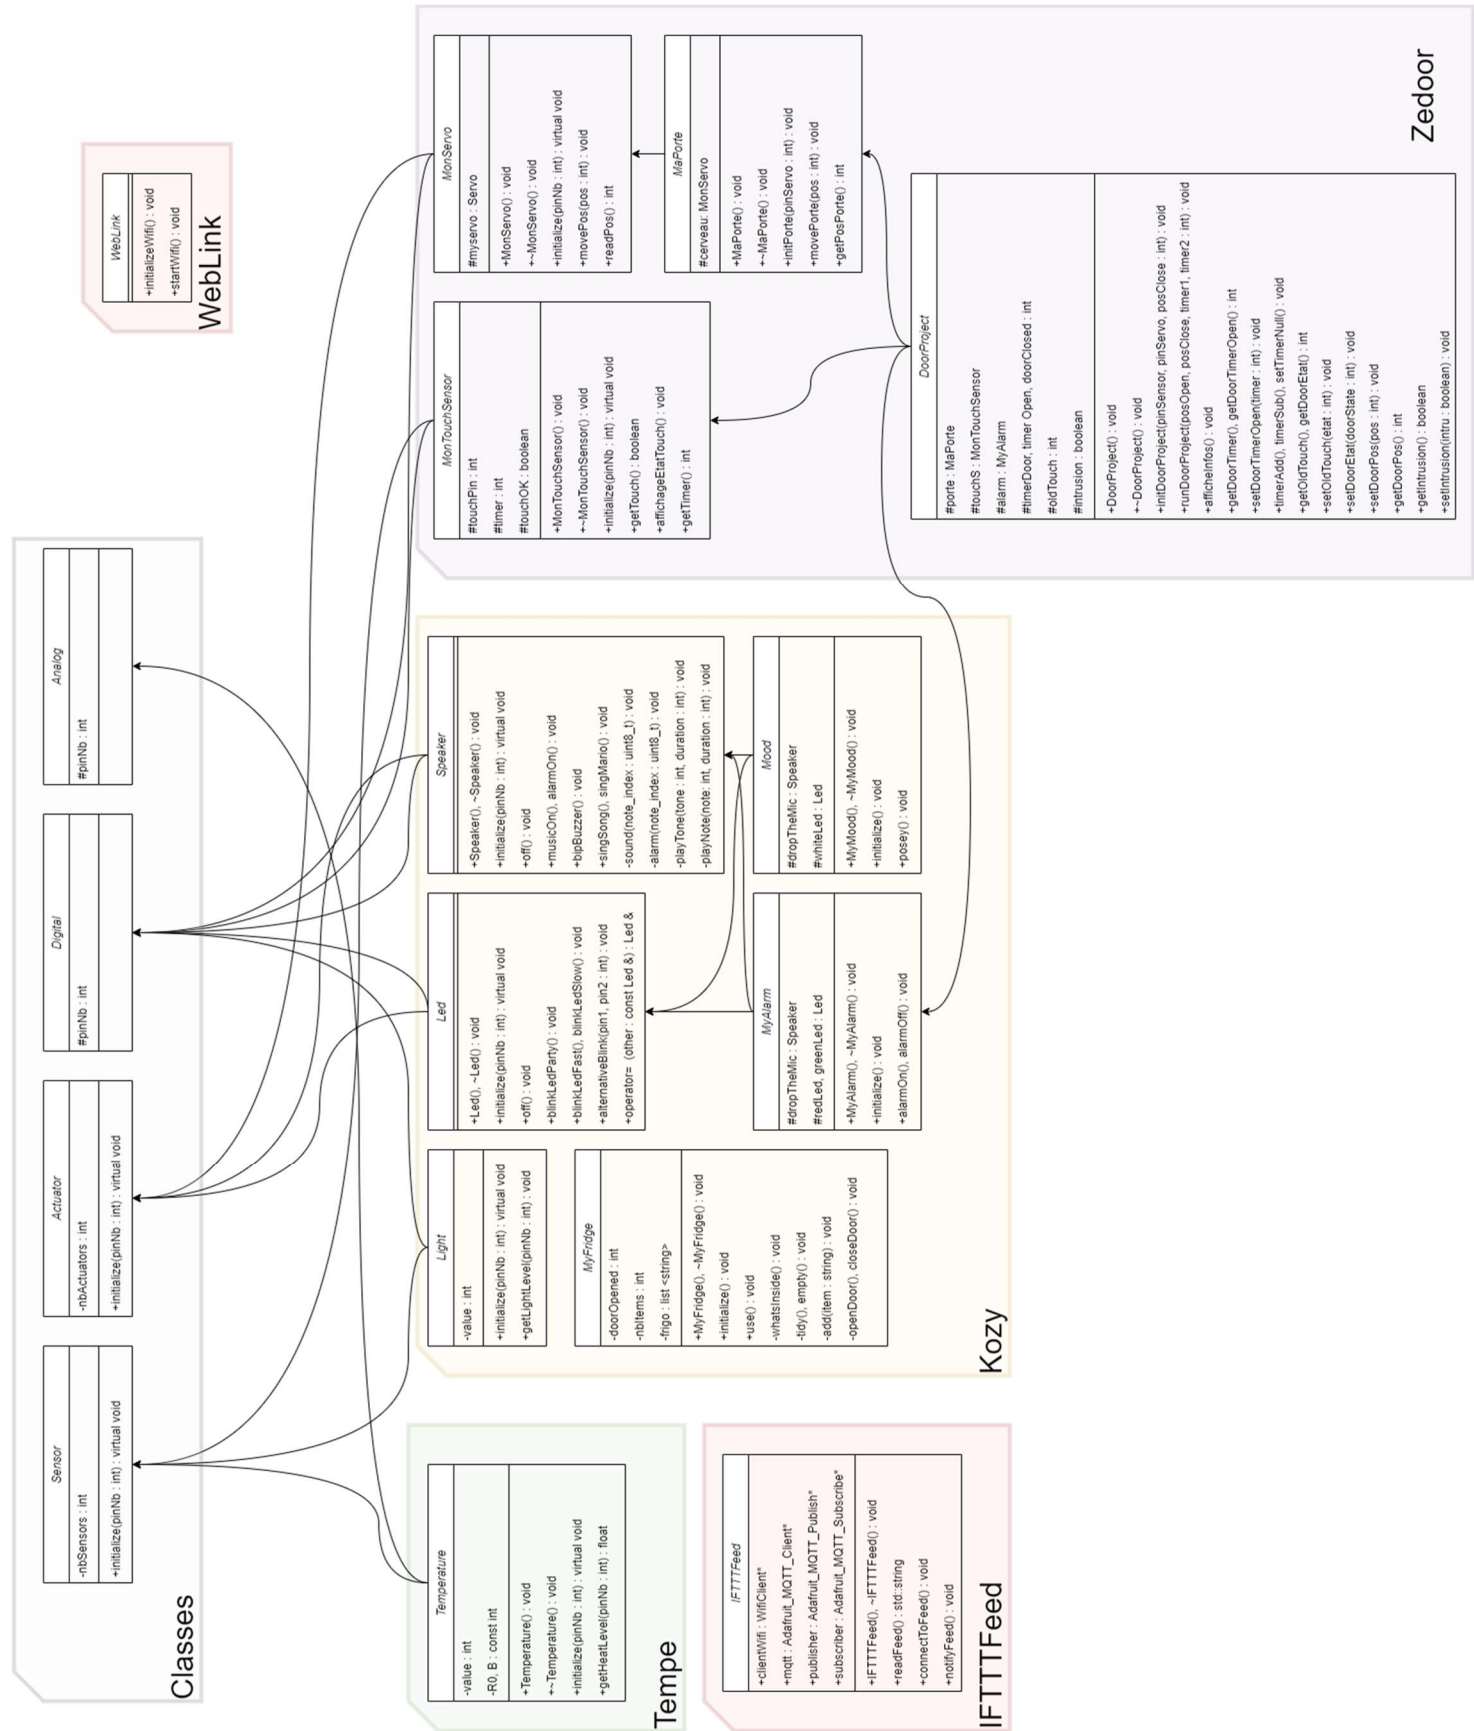 Classes
Sensor
-nbSensors : int
+initialize(pinNb : int) : virtual void
Actuator
-nbActuators : int
+initialize(pinNb : int) : virtual void
Digital
#pinNb : int
Analog
#pinNb : int
WebLink
+initializeWifi() : void
+startWifi() : void
WebLink
Tempe
Temperature
-value : int
-R0, B : const int
+Temperature() : void
+~Temperature() : void
+initialize(pinNb : int) : virtual void
+getHeatLevel(pinNb : int) : float
IFTTTFeed
IFTTTFeed
+clientWifi : WifiClient*
+mqtt : Adafruit_MQTT_Client*
+publisher : Adafruit_MQTT_Publish*
+subscriber : Adafruit_MQTT_Subscribe*
+IFTTTFeed(), ~IFTTTFeed() : void
+readFeed() : std::string
+connectToFeed() : void
+notifyFeed() : void
Kozy
Light
-value : int
+initialize(pinNb : int) : virtual void
+getLightLevel(pinNb : int) : void
Led
+Led(), ~Led() : void
+initialize(pinNb : int) : virtual void
+off() : void
+blinkLedParty() : void
+blinkLedFast(), blinkLedSlow() : void
+alternativeBlink(pin1, pin2 : int) : void
+operator= (other : const Led &) : Led &
Speaker
+Speaker(), ~Speaker() : void
+initialize(pinNb : int) : virtual void
+off() : void
+musicOn(), alarmOn() : void
+bipBuzzer() : void
+singSong(), singMario() : void
-sound(note_index : uint8_t) : void
-alarm(note_index : uint8_t) : void
-playTone(tone : int, duration : int) : void
-playNote(note: int, duration : int) : void
MyFridge
-doorOpened : int
-nbItems : int
-frigo : list <string>
+MyFridge(), ~MyFridge() : void
+initialize() : void
+use() : void
-whatsInside() : void
-tidy(), empty() : void
-add(item : string) : void
-openDoor(), closeDoor() : void
MyAlarm
#dropTheMic : Speaker
#redLed, greenLed : Led
+MyAlarm(), ~MyAlarm() : void
+initialize() : void
+alarmOn(), alarmOff() : void
Mood
#dropTheMic : Speaker
#whiteLed : Led
+MyMood(), ~MyMood() : void
+initialize() : void
+posey() : void
Zedoor
MonTouchSensor
#touchPin : int
#timer : int
#touchOK : boolean
+MonTouchSensor() : void
+~MonTouchSensor() : void
+initialize(pinNb : int) : virtual void
+getTouch() : boolean
+affichageEtatTouch() : void
+getTimer() : int
MonServo
#myservo : Servo
+MonServo() : void
+~MonServo() : void
+initialize(pinNb : int) : virtual void
+movePos(pos : int) : void
+readPos() : int
MaPorte
#cerveau: MonServo
+MaPorte() : void
+~MaPorte() : void
+initPorte(pinServo : int) : void
+movePorte(pos : int) : void
+getPosPorte() : int
DoorProject
#porte : MaPorte
#touchS : MonTouchSensor
#alarm : MyAlarm
#timerDoor, timer Open, doorClosed : int
#oldTouch : int
#intrusion : boolean
+DoorProject() : void
+~DoorProject() : void
+initDoorProject(pinSensor, pinServo, posClose : int) : void
+runDoorProject(posOpen, posClose, timer1, timer2 : int) : void
+afficheInfos() : void
+getDoorTimer(), getDoorTimerOpen() : int
+setDoorTimerOpen(timer : int) : void
+timerAdd(), timerSub(), setTimerNull() : void
+getOldTouch(), getDoorEtat() : int
+setOldTouch(etat : int) : void
+setDoorEtat(doorState : int) : void
+setDoorPos(pos : int) : void
+getDoorPos() : int
+getIntrusion() : boolean
+setIntrusion(intru : boolean) : void